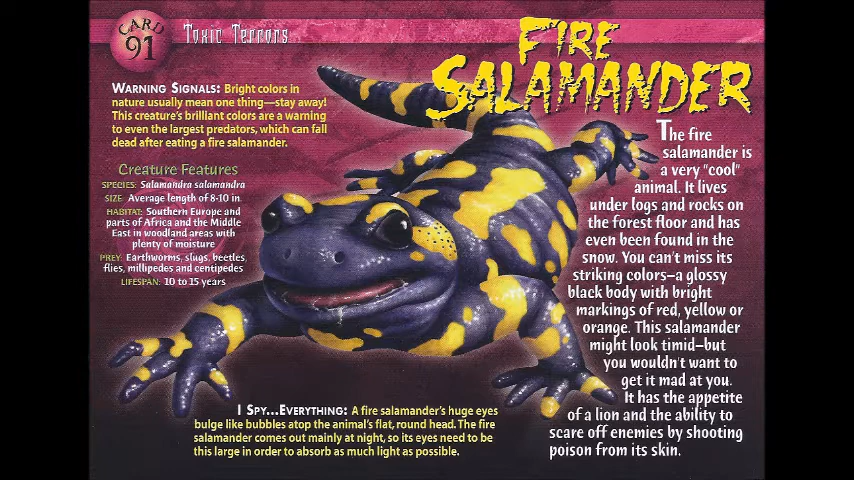 CARD
91
Toxic Terrors
FIRE
SALAMANDER
WARNING SIGNALS: Bright colors in
nature usually mean one thing—stay away!
This creature's brilliant colors are a warning
to even the largest predators, which can fall
dead after eating a fire salamander.
Creature Features
SPECIES: Salamandra salamandra
SIZE: Average length of 8-10 in.
HABITAT: Southern Europe and
parts of Africa and the Middle
East in woodland areas with
plenty of moisture
PREY: Earthworms, slugs, beetles,
flies, millipedes and centipedes
LIFESPAN: 10 to 15 years
The fire
salamander is
a very "cool"
animal. It lives
under logs and rocks on
the forest floor and has
even been found in the
snow. You can't miss its
striking colors—a glossy
black body with bright
markings of red, yellow or
orange. This salamander
might look timid—but
you wouldn't want to
get it mad at you.
It has the appetite
of a lion and the ability to
scare off enemies by shooting
poison from its skin.
I SPY...EVERYTHING: A fire salamander's huge eyes
bulge like bubbles atop the animal's flat, round head. The fire
salamander comes out mainly at night, so its eyes need to be
this large in order to absorb as much light as possible.